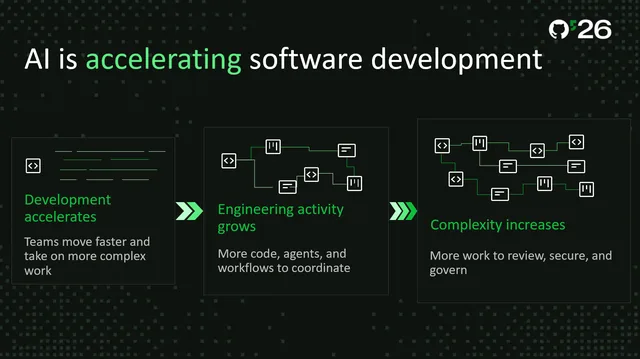 '26
AI is accelerating software development
Development
accelerates
Teams move faster and
take on more complex
work
Engineering activity
grows
More code, agents, and
workflows to coordinate
Complexity increases
More work to review, secure, and
govern